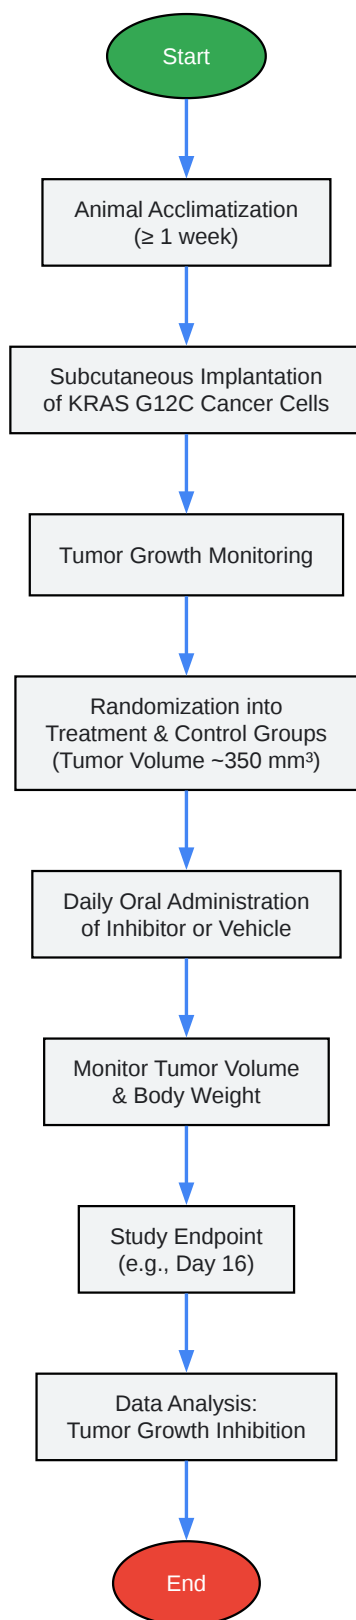 Start
Animal Acclimatization
(≥ 1 week)
Subcutaneous Implantation
of KRAS G12C Cancer Cells
Tumor Growth Monitoring
Randomization into
Treatment & Control Groups
(Tumor Volume ~350 mm³)
Daily Oral Administration
of Inhibitor or Vehicle
Monitor Tumor Volume
& Body Weight
Study Endpoint
(e.g., Day 16)
Data Analysis:
Tumor Growth Inhibition
End